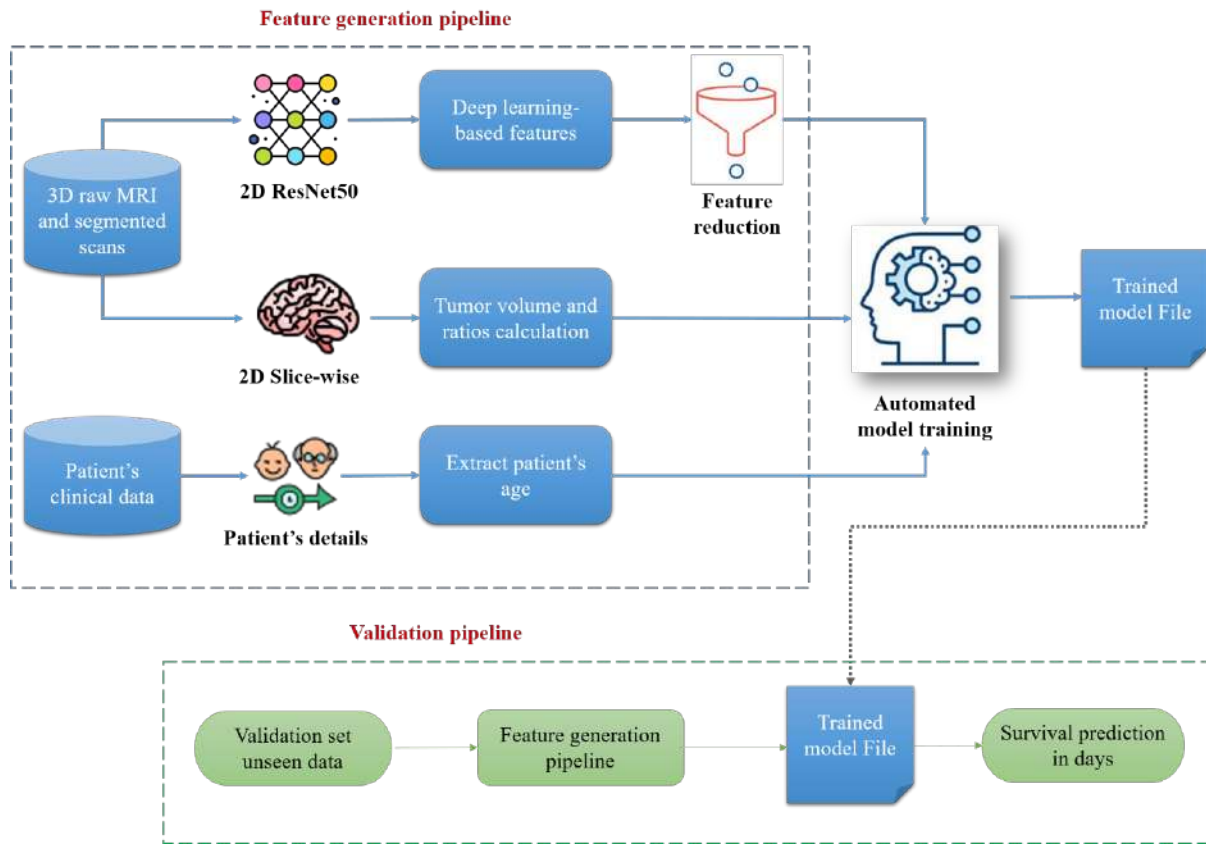 Feature generation pipeline
3D raw MRI
and segmented
scans
2D ResNet50
Deep learning-
based features
Feature
reduction
2D Slice-wise
Tumor volume and
ratios calculation
Automated
model training
Trained
model File
Patient's
clinical data
Patient's details
Extract patient's
age
Validation pipeline
Validation set
unseen data
Feature generation
pipeline
Trained
model File
Survival prediction
in days